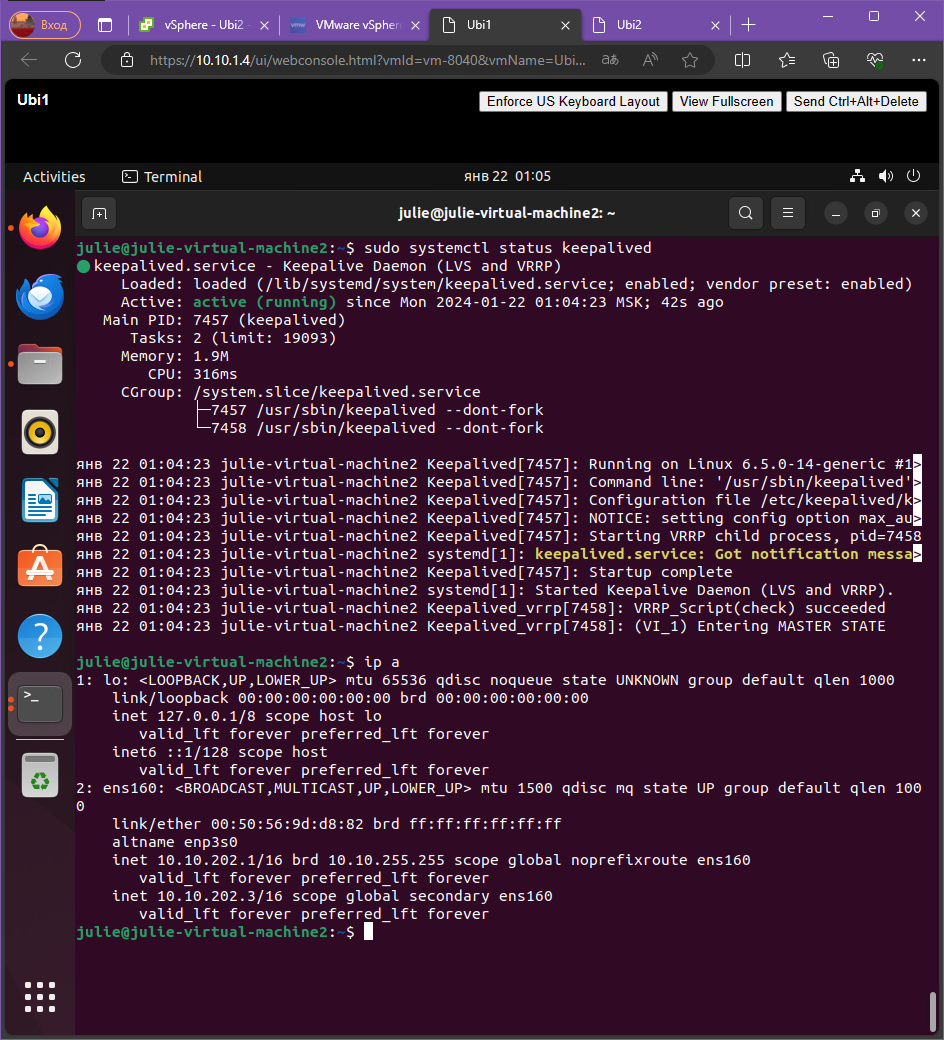 Вход
vSphere - Ubi2 -
VMware vSphere
Ubi1
Ubi2
https://10.10.1.4/ui/webconsole.html?vmId=vm-8040&vmName=Ubi...
Ubi1
Enforce US Keyboard Layout
View Fullscreen
Send Ctrl+Alt+Delete
Activities
Terminal
янв 22 01:05
julie@julie-virtual-machine2: ~
julie@julie-virtual-machine2:~$ sudo systemctl status keepalived
keepalived.service - Keepalive Daemon (LVS and VRRP)
Loaded: loaded (/lib/systemd/system/keepalived.service; enabled; vendor preset: enabled)
Active: active (running) since Mon 2024-01-22 01:04:23 MSK; 42s ago
Main PID: 7457 (keepalived)
Tasks: 2 (limit: 19093)
Memory: 1.9M
CPU: 316ms
CGroup: /system.slice/keepalived.service
├─7457 /usr/sbin/keepalived --dont-fork
└─7458 /usr/sbin/keepalived --dont-fork
янв 22 01:04:23 julie-virtual-machine2 Keepalived[7457]: Running on Linux 6.5.0-14-generic #1>
янв 22 01:04:23 julie-virtual-machine2 Keepalived[7457]: Command line: '/usr/sbin/keepalived'>
янв 22 01:04:23 julie-virtual-machine2 Keepalived[7457]: Configuration file /etc/keepalived/k>
янв 22 01:04:23 julie-virtual-machine2 Keepalived[7457]: NOTICE: setting config option max_au>
янв 22 01:04:23 julie-virtual-machine2 Keepalived[7457]: Starting VRRP child process, pid=7458
янв 22 01:04:23 julie-virtual-machine2 systemd[1]: keepalived.service: Got notification messa>
янв 22 01:04:23 julie-virtual-machine2 Keepalived[7457]: Startup complete
янв 22 01:04:23 julie-virtual-machine2 systemd[1]: Started Keepalive Daemon (LVS and VRRP).
янв 22 01:04:23 julie-virtual-machine2 Keepalived_vrrp[7458]: VRRP_Script(check) succeeded
янв 22 01:04:23 julie-virtual-machine2 Keepalived_vrrp[7458]: (VI_1) Entering MASTER STATE
julie@julie-virtual-machine2:~$ ip a
1: lo: <LOOPBACK,UP,LOWER_UP> mtu 65536 qdisc noqueue state UNKNOWN group default qlen 1000
link/loopback 00:00:00:00:00:00 brd 00:00:00:00:00:00
inet 127.0.0.1/8 scope host lo
valid_lft forever preferred_lft forever
inet6 ::1/128 scope host
valid_lft forever preferred_lft forever
2: ens160: <BROADCAST,MULTICAST,UP,LOWER_UP> mtu 1500 qdisc mq state UP group default qlen 100
0
link/ether 00:50:56:9d:d8:82 brd ff:ff:ff:ff:ff:ff
altname enp3s0
inet 10.10.202.1/16 brd 10.10.255.255 scope global noprefixroute ens160
valid_lft forever preferred_lft forever
inet 10.10.202.3/16 scope global secondary ens160
valid_lft forever preferred_lft forever
julie@julie-virtual-machine2:~$